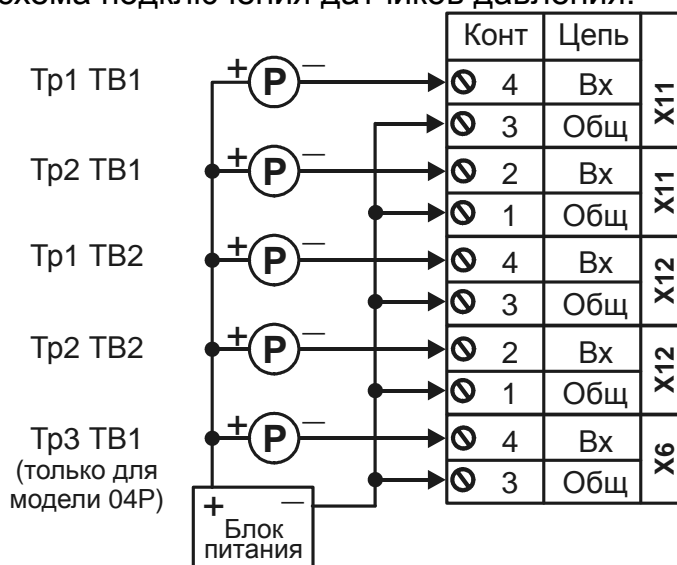 схема подключения датчиков давления.
Конт Цепь
Тр1 ТВ1 + P — 4 Вх X11
3 Общ
Тр2 ТВ1 + P — 2 Вх X11
1 Общ
Тр1 ТВ2 + P — 4 Вх X12
3 Общ
Тр2 ТВ2 + P — 2 Вх X12
1 Общ
Тр3 ТВ1 + P — 4 Вх X6
(только для
модели 04Р)
3 Общ
+ —
Блок
питания